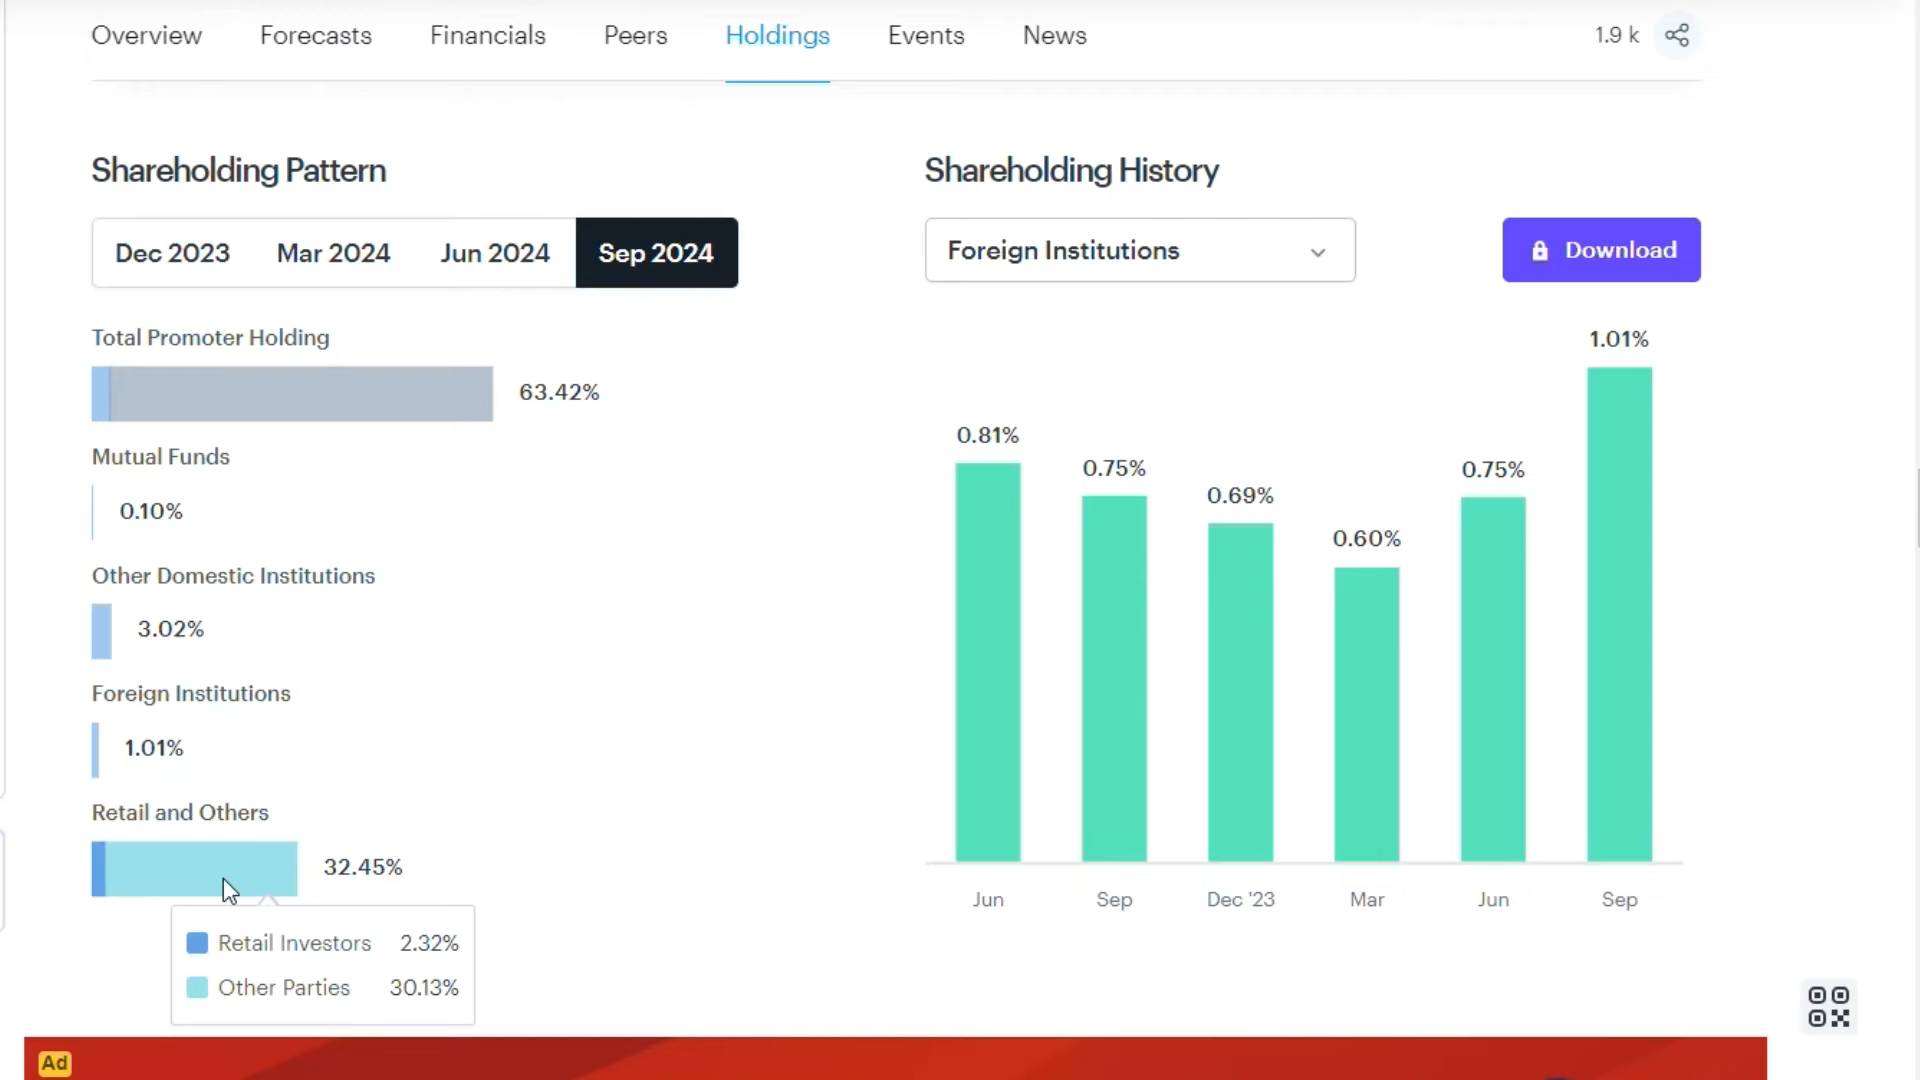 Overview Forecasts Financials Peers Holdings Events News 1.9 k
Shareholding Pattern
Dec 2023 Mar 2024 Jun 2024 Sep 2024
Total Promoter Holding
63.42%
Mutual Funds
0.10%
Other Domestic Institutions
3.02%
Foreign Institutions
1.01%
Retail and Others
32.45%
Retail Investors 2.32%
Other Parties 30.13%
Shareholding History
Foreign Institutions Download
0.81% 0.75% 0.69% 0.60% 0.75% 1.01%
Jun Sep Dec '23 Mar Jun Sep
Ad